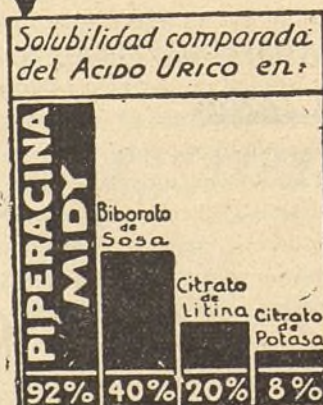 Solubilidad comparada
del ACIDO URICO en:
PIPERACINA
MIDY
92%
Biborato
de
Sosa
40%
Citrato
de
Litina
20%
Citrato
de
Potasa
8%